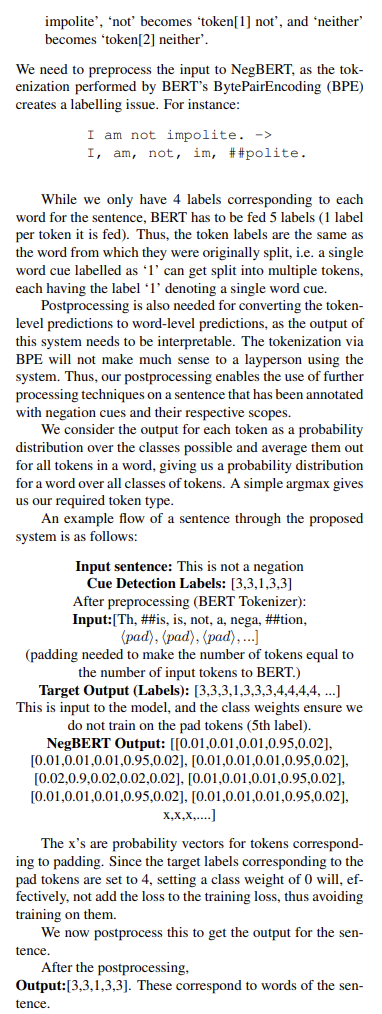 impolite', 'not' becomes 'token[1] not', and 'neither'
becomes 'token[2] neither'.
We need to preprocess the input to NegBERT, as the tok-
enization performed by BERT's BytePairEncoding (BPE)
creates a labelling issue. For instance:
I am not impolite. ->
I, am, not, im, ##polite.
While we only have 4 labels corresponding to each
word for the sentence, BERT has to be fed 5 labels (1 label
per token it is fed). Thus, the token labels are the same as
the word from which they were originally split, i.e. a single
word cue labelled as '1' can get split into multiple tokens,
each having the label '1' denoting a single word cue.
Postprocessing is also needed for converting the token-
level predictions to word-level predictions, as the output of
this system needs to be interpretable. The tokenization via
BPE will not make much sense to a layperson using the
system. Thus, our postprocessing enables the use of further
processing techniques on a sentence that has been annotated
with negation cues and their respective scopes.
We consider the output for each token as a probability
distribution over the classes possible and average them out
for all tokens in a word, giving us a probability distribution
for a word over all classes of tokens. A simple argmax gives
us our required token type.
An example flow of a sentence through the proposed
system is as follows:
Input sentence: This is not a negation
Cue Detection Labels: [3,3,1,3,3]
After preprocessing (BERT Tokenizer):
Input:[Th, ##is, is, not, a, nega, ##tion,
⟨pad⟩, ⟨pad⟩, ⟨pad⟩, ...]
(padding needed to make the number of tokens equal to
the number of input tokens to BERT.)
Target Output (Labels): [3,3,3,1,3,3,3,4,4,4,4, ...]
This is input to the model, and the class weights ensure we
do not train on the pad tokens (5th label).
NegBERT Output: [[0.01,0.01,0.01,0.95,0.02],
[0.01,0.01,0.01,0.95,0.02], [0.01,0.01,0.01,0.95,0.02],
[0.02,0.9,0.02,0.02,0.02], [0.01,0.01,0.01,0.95,0.02],
[0.01,0.01,0.01,0.95,0.02], [0.01,0.01,0.01,0.95,0.02],
x,x,x,....]
The x's are probability vectors for tokens correspond-
ing to padding. Since the target labels corresponding to the
pad tokens are set to 4, setting a class weight of 0 will, ef-
fectively, not add the loss to the training loss, thus avoiding
training on them.
We now postprocess this to get the output for the sen-
tence.
After the postprocessing,
Output:[3,3,1,3,3]. These correspond to words of the sen-
tence.